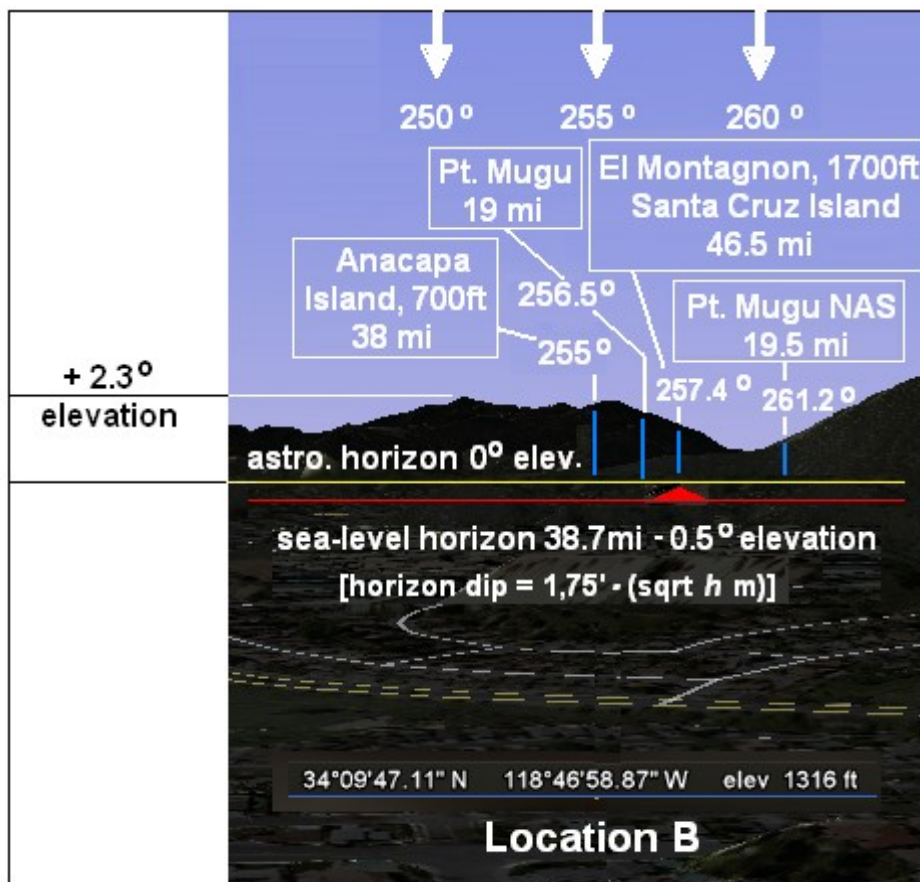 250 º
255 º
260 º
Pt. Mugu
19 mi
El Montagnon, 1700ft
Santa Cruz Island
46.5 mi
Anacapa
Island, 700ft
38 mi
256.5º
Pt. Mugu NAS
19.5 mi
255º
257.4 º
261.2º
+ 2.3º
elevation
astro. horizon 0º elev.
sea-level horizon 38.7mi - 0.5º elevation
[horizon dip = 1,75' - (sqrt h m)]
34°09'47.11" N 118°46'58.87" W elev 1316 ft
Location B